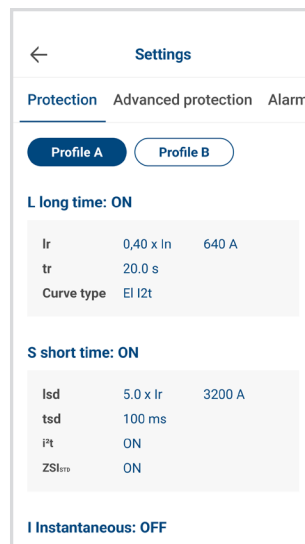 Settings
Protection Advanced protection Alarm
Profile A Profile B
L long time: ON
Ir 0,40 x In 640 A
tr 20.0 s
Curve type EI I2t
S short time: ON
Isd 5.0 x Ir 3200 A
tsd 100 ms
i²t ON
ZSISTD ON
I Instantaneous: OFF